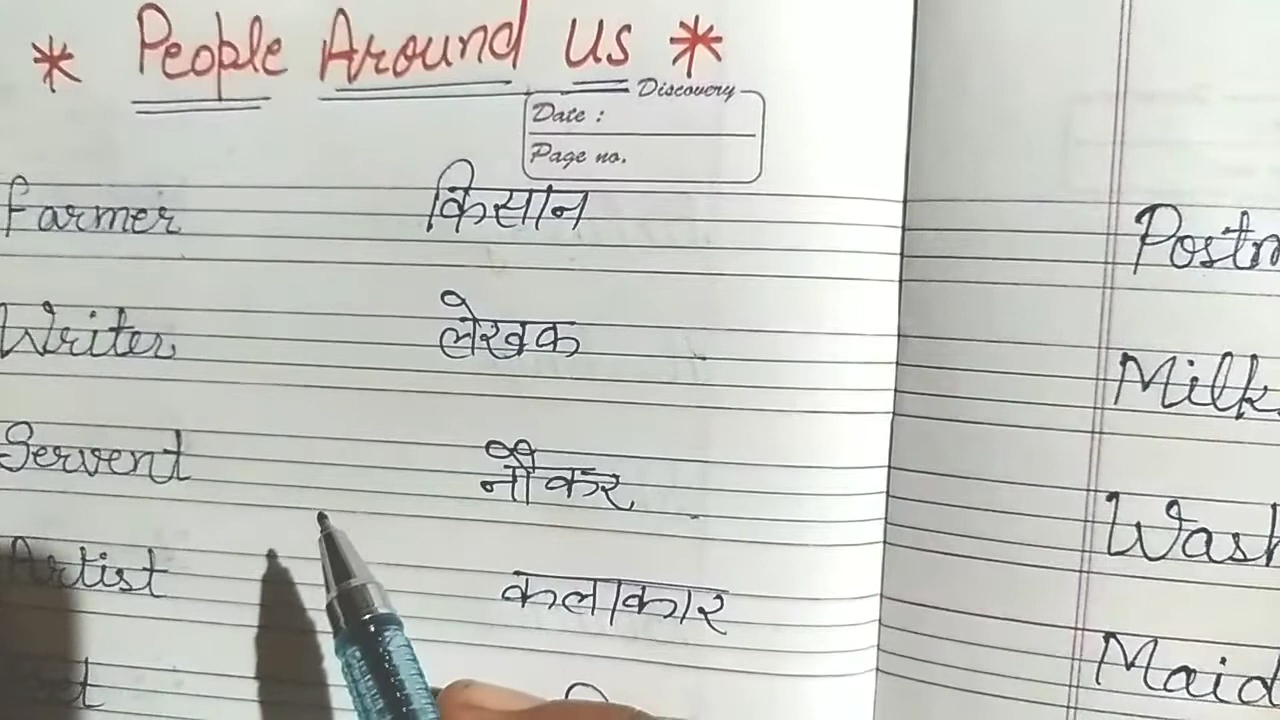 * People Around us *
Discovery
Date :
Page no.
Farmer किसान
Writer लेखक
Servent नौकर
Artist कलाकार
Postm
Milk
Wash
Maid